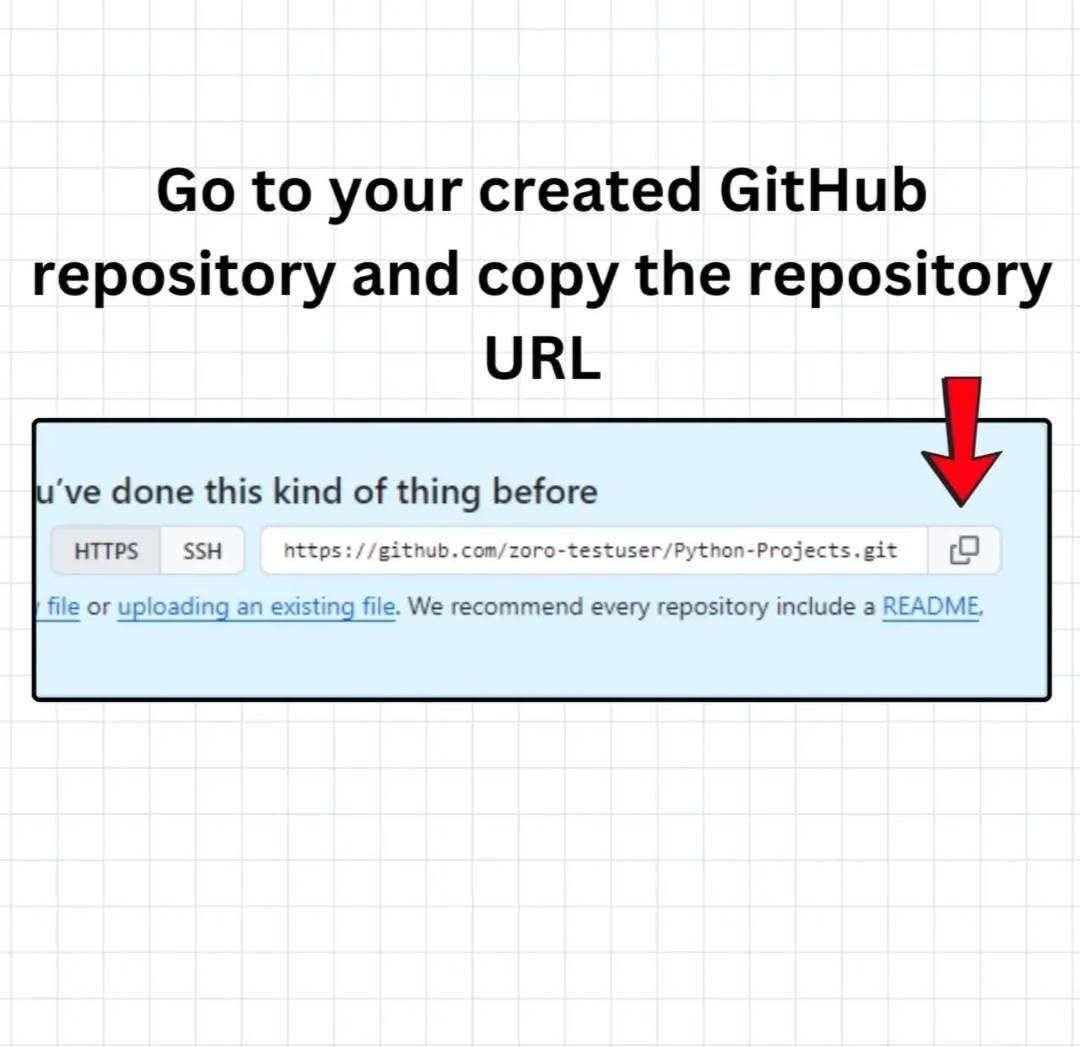 Go to your created GitHub
repository and copy the repository
URL
u've done this kind of thing before
HTTPS SSH https://github.com/zoro-testuser/Python-Projects.git
file or uploading an existing file. We recommend every repository include a README,